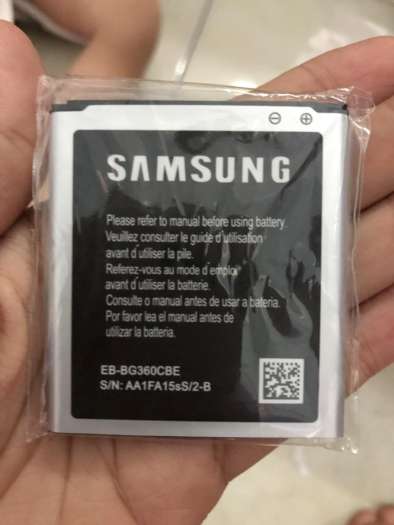 ⊖ ⊕
SAMSUNG
Please refer to manual before using battery.
Veuillez consulter le guide d'utilisation
avant d'utiliser la pile.
Referez-vous au mode d'emploi
avant d'utiliser la batterie.
Consulte o manual antes de usar a bateria.
Por favor lea el manual antes de
utilizar la bateria.
EB-BG360CBE
S/N: AA1FA15sS/2-B